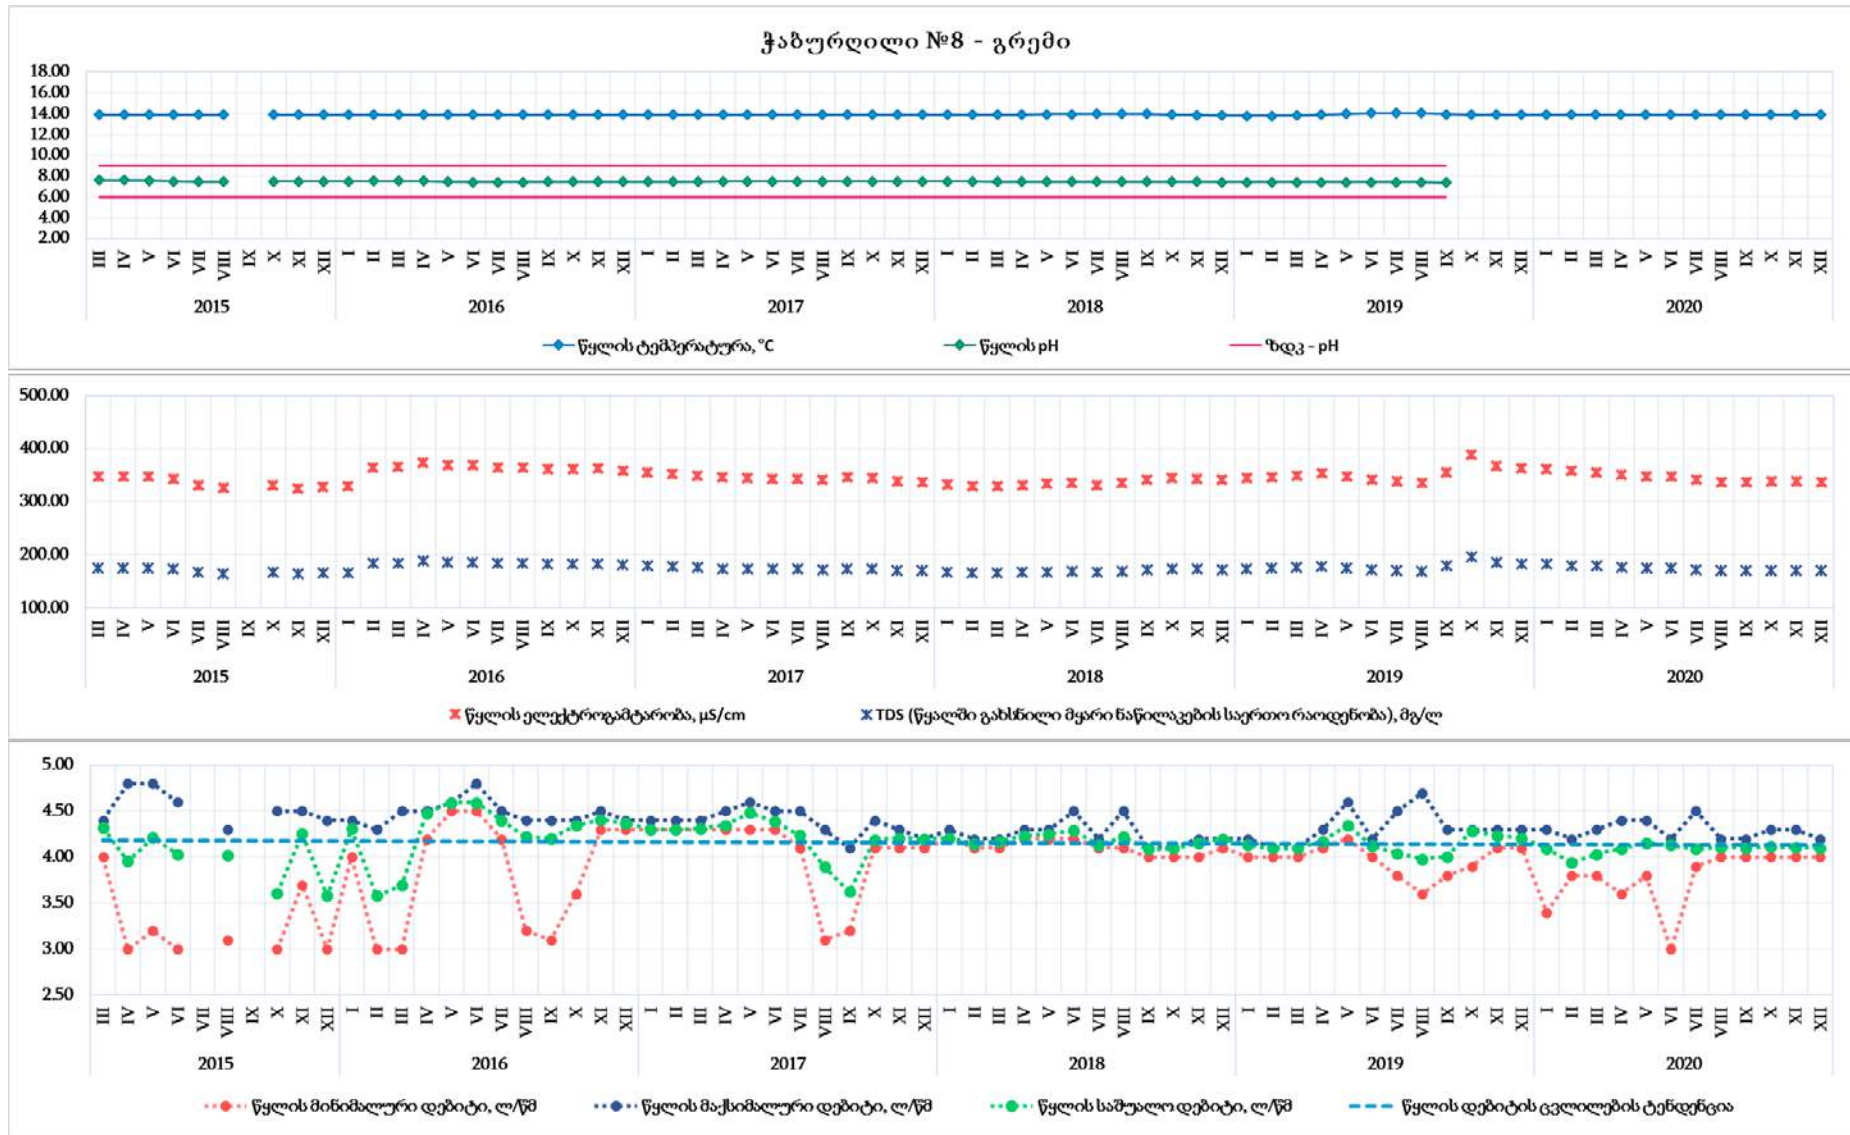 ჭაბურღილი №8 - გრემი
18.00
16.00
14.00
12.00
10.00
8.00
6.00
4.00
2.00
III IV V VI VII VIII IX X XI XII I II III IV V VI VII VIII IX X XI XII I II III IV V VI VII VIII IX X XI XII I II III IV V VI VII VIII IX X XI XII I II III IV V VI VII VIII IX X XI XII I II III IV V VI VII VIII IX X XI XII
2015 2016 2017 2018 2019 2020
წყლის ტემპერატურა, °C წყლის pH ზდკ - pH
500.00
400.00
300.00
200.00
100.00
III IV V VI VII VIII IX X XI XII I II III IV V VI VII VIII IX X XI XII I II III IV V VI VII VIII IX X XI XII I II III IV V VI VII VIII IX X XI XII I II III IV V VI VII VIII IX X XI XII I II III IV V VI VII VIII IX X XI XII
2015 2016 2017 2018 2019 2020
წყლის ელექტროგამტარობა, µS/cm TDS (წყალში გახსნილი მყარი ნაწილაკების საერთო რაოდენობა), მგ/ლ
5.00
4.50
4.00
3.50
3.00
2.50
III IV V VI VII VIII IX X XI XII I II III IV V VI VII VIII IX X XI XII I II III IV V VI VII VIII IX X XI XII I II III IV V VI VII VIII IX X XI XII I II III IV V VI VII VIII IX X XI XII I II III IV V VI VII VIII IX X XI XII
2015 2016 2017 2018 2019 2020
წყლის მინიმალური დებიტი, ლ/წმ წყლის მაქსიმალური დებიტი, ლ/წმ წყლის საშუალო დებიტი, ლ/წმ წყლის დებიტის ცვლილების ტენდენცია